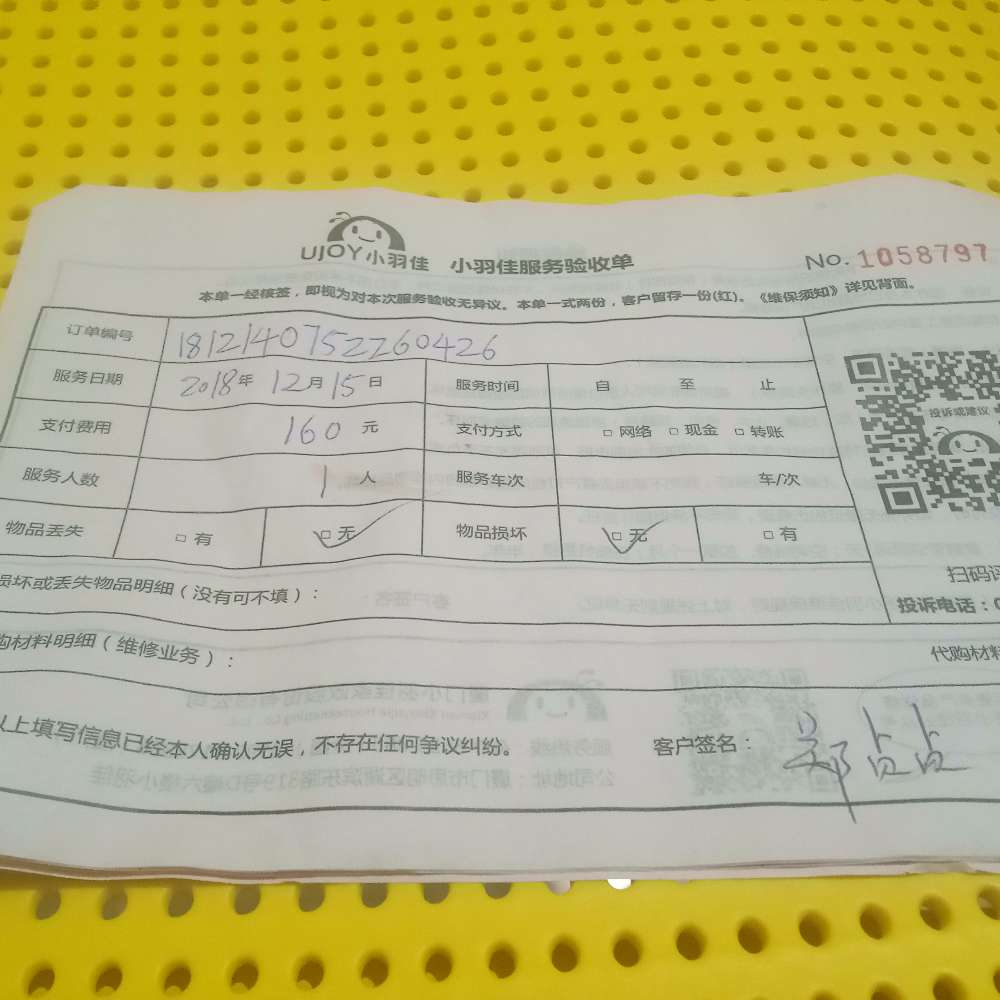 UJOY小羽佳 小羽佳服务验收单 No. 1058797
本单一经核签，即视为对本次服务验收无异议。本单一式两份，客户留存一份(红)。《维保须知》详见背面。
订单编号 181214075226​0426
服务日期 2018年 12月15日 服务时间 自 至 止
支付费用 160 元 支付方式 □ 网络 □ 现金 □ 转账
服务人数 1 人 服务车次 车/次
物品丢失 □ 有 □ 无 物品损坏 □ 无 □ 有
投诉或建议
扫码评
投诉电话：0
损坏或丢失物品明细（没有可不填）：
购材料明细（维修业务）：
代购材料
以上填写信息已经本人确认无误，不存在任何争议纠纷。 客户签名：郑贞贞